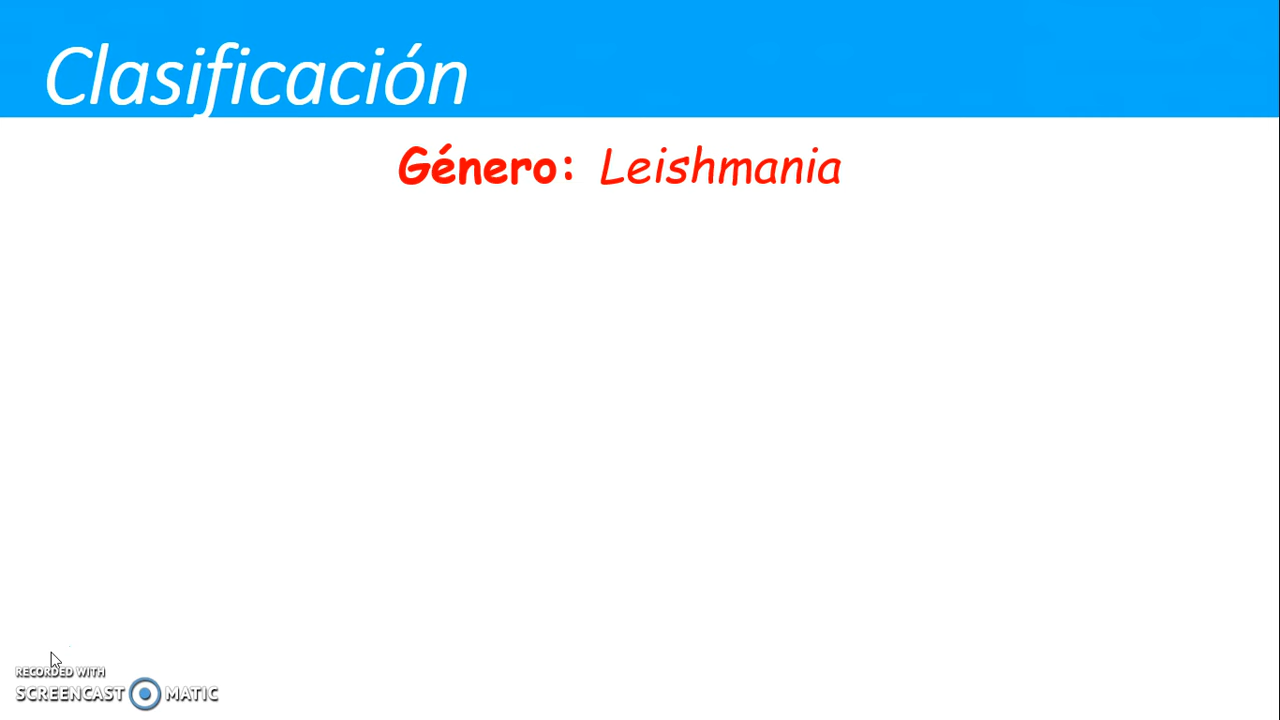 Clasificación
Género: Leishmania
RECORDED WITH
SCREENCAST MATIC